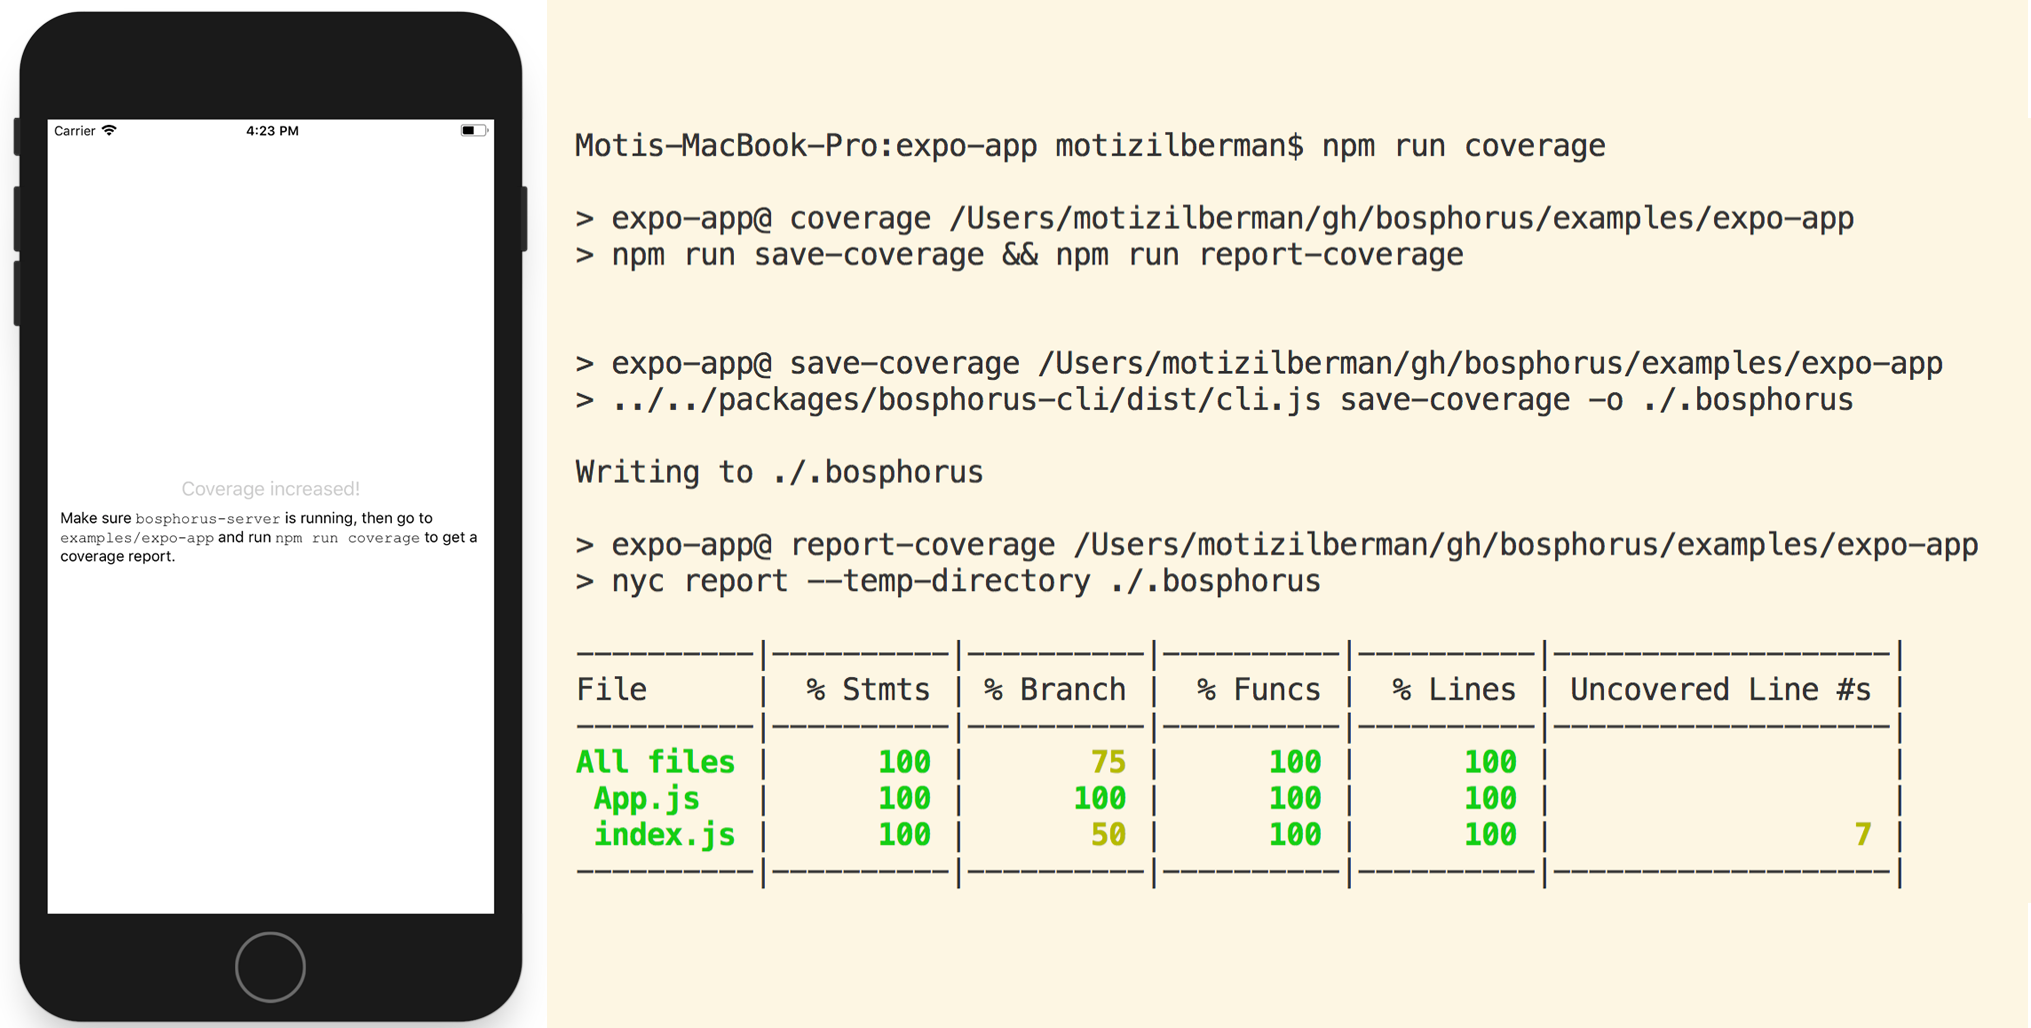 Carrier 4:23 PM
Coverage increased!
Make sure bosphorus-server is running, then go to
examples/expo-app and run npm run coverage to get a
coverage report.
Motis-MacBook-Pro:expo-app motizilberman$ npm run coverage
> expo-app@ coverage /Users/motizilberman/gh/bosphorus/examples/expo-app
> npm run save-coverage && npm run report-coverage
> expo-app@ save-coverage /Users/motizilberman/gh/bosphorus/examples/expo-app
> ../../packages/bosphorus-cli/dist/cli.js save-coverage -o ./.bosphorus
Writing to ./.bosphorus
> expo-app@ report-coverage /Users/motizilberman/gh/bosphorus/examples/expo-app
> nyc report --temp-directory ./.bosphorus
----------|----------|----------|----------|----------|-------------------|
File      |  % Stmts | % Branch |  % Funcs |  % Lines | Uncovered Line #s |
----------|----------|----------|----------|----------|-------------------|
All files |      100 |       75 |      100 |      100 |                   |
 App.js   |      100 |      100 |      100 |      100 |                   |
 index.js |      100 |       50 |      100 |      100 |                 7 |
----------|----------|----------|----------|----------|-------------------|